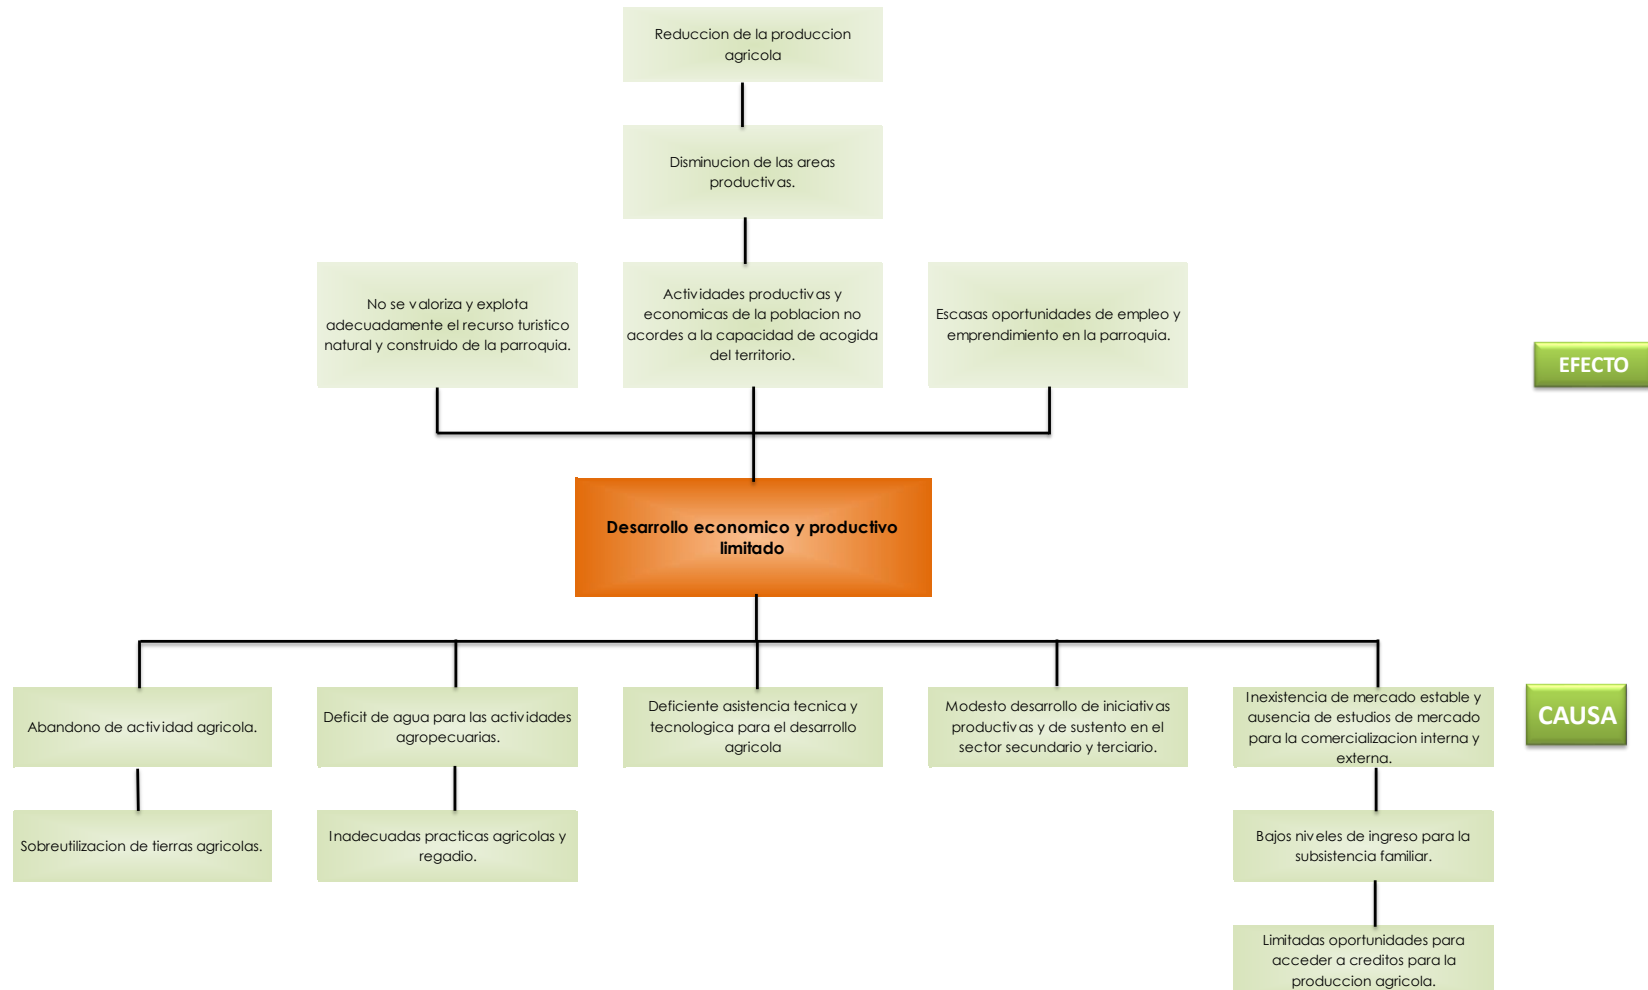 Reduccion de la produccion
agricola
Disminucion de las areas
productivas.
No se valoriza y explota
adecuadamente el recurso turistico
natural y construido de la parroquia.
Actividades productivas y
economicas de la poblacion no
acordes a la capacidad de acogida
del territorio.
Escasas oportunidades de empleo y
emprendimiento en la parroquia.
EFECTO
Desarrollo economico y productivo
limitado
Abandono de actividad agricola.
Deficit de agua para las actividades
agropecuarias.
Deficiente asistencia tecnica y
tecnologica para el desarrollo
agricola
Modesto desarrollo de iniciativas
productivas y de sustento en el
sector secundario y terciario.
Inexistencia de mercado estable y
ausencia de estudios de mercado
para la comercializacion interna y
externa.
CAUSA
Sobreutilizacion de tierras agricolas.
Inadecuadas practicas agricolas y
regadio.
Bajos niveles de ingreso para la
subsistencia familiar.
Limitadas oportunidades para
acceder a creditos para la
produccion agricola.